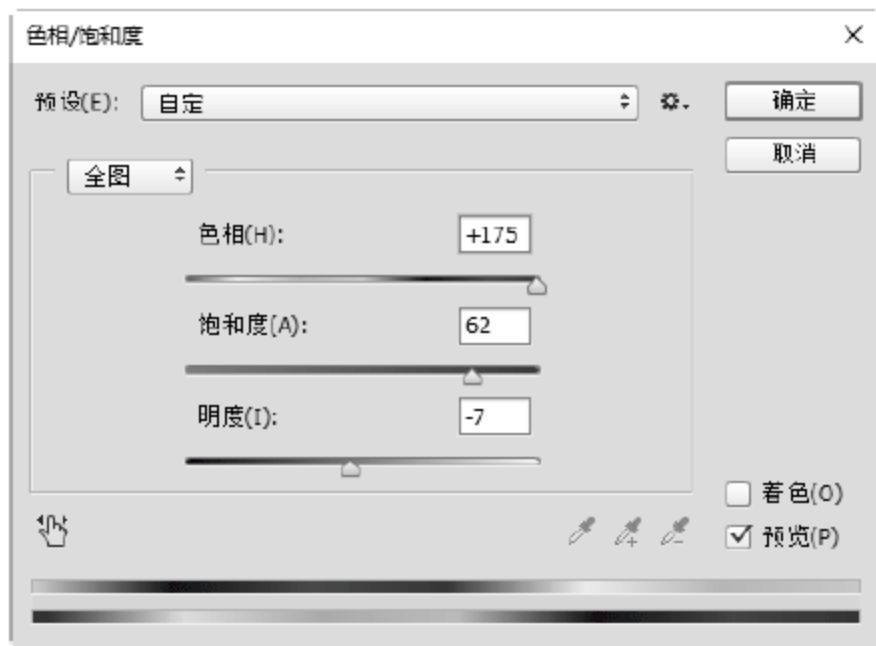 色相/饱和度
预设(E): 自定
确定
取消
全图
色相(H): +175
饱和度(A): 62
明度(I): -7
着色(O)
预览(P)